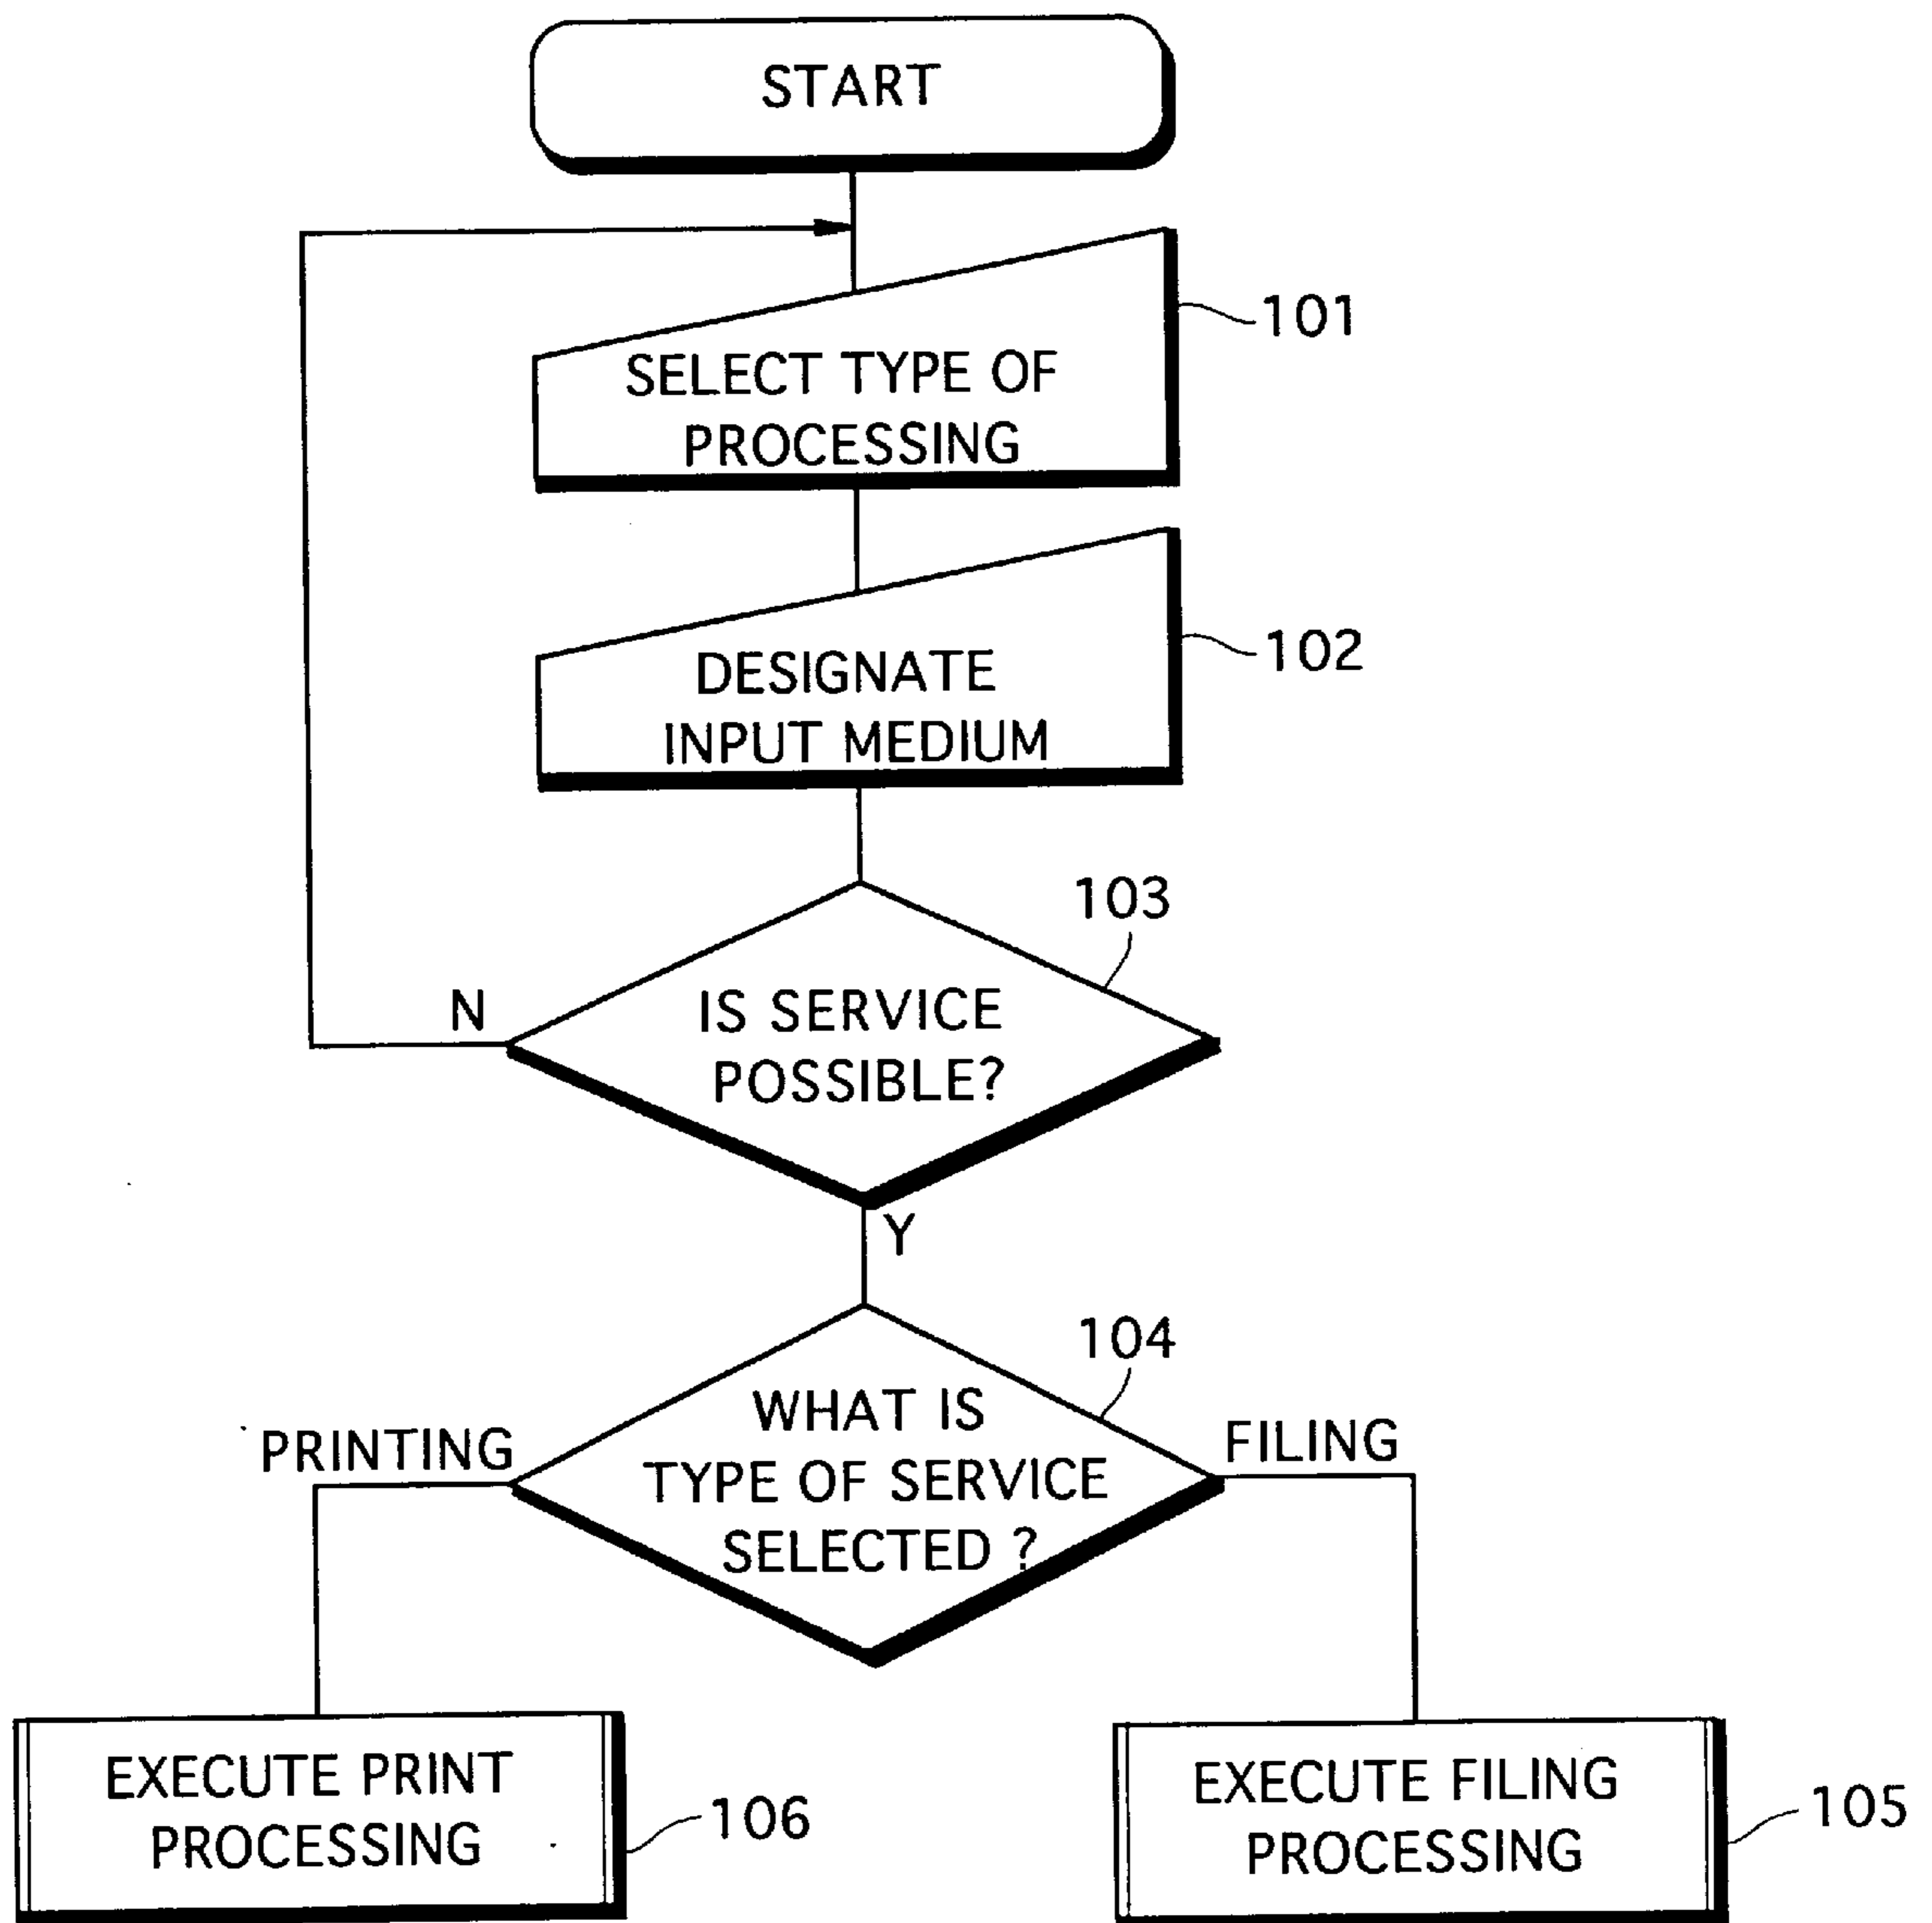 START
101
SELECT TYPE OF
PROCESSING
102
DESIGNATE
INPUT MEDIUM
103
N
IS SERVICE
POSSIBLE?
Y
104
WHAT IS
TYPE OF SERVICE
SELECTED ?
PRINTING
FILING
EXECUTE PRINT
PROCESSING
106
EXECUTE FILING
PROCESSING
105